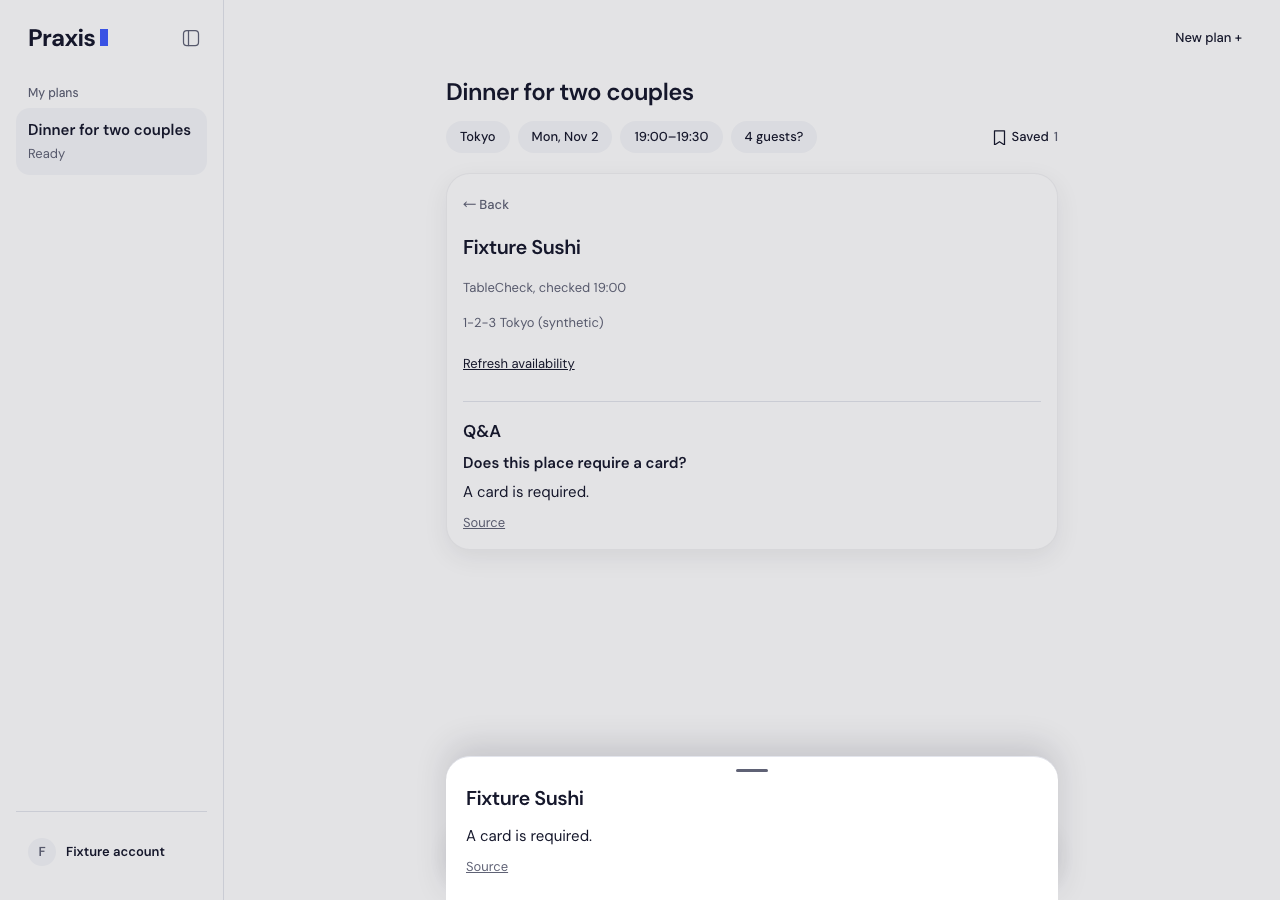 Praxis
New plan +
My plans
Dinner for two couples
Ready
Dinner for two couples
Tokyo
Mon, Nov 2
19:00–19:30
4 guests?
Saved 1
← Back
Fixture Sushi
TableCheck, checked 19:00
1-2-3 Tokyo (synthetic)
Refresh availability
Q&A
Does this place require a card?
A card is required.
Source
Fixture Sushi
A card is required.
Source
F
Fixture account